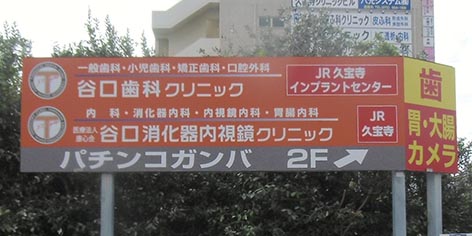 一般歯科・小児歯科・矯正歯科・口腔外科
谷口歯科クリニック
JR久宝寺
インプラントセンター
内科・消化器内科・内視鏡内科・胃腸内科
医療法人
谷口消化器内視鏡クリニック
JR
久宝寺
パチンコガンバ 2F
歯
胃・大腸
カメラ
皮ふ科